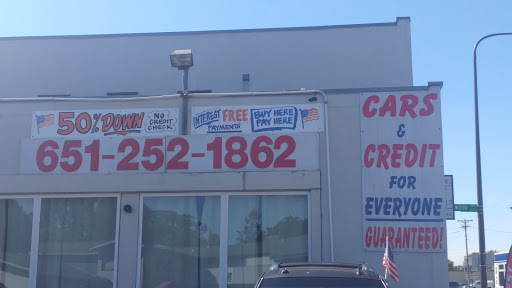 50% DOWN
NO
CREDIT
CHECK
INTEREST FREE
PAYMENTS
BUY HERE
PAY HERE
651-252-1862
CARS
&
CREDIT
FOR
EVERYONE
GUARANTEED!